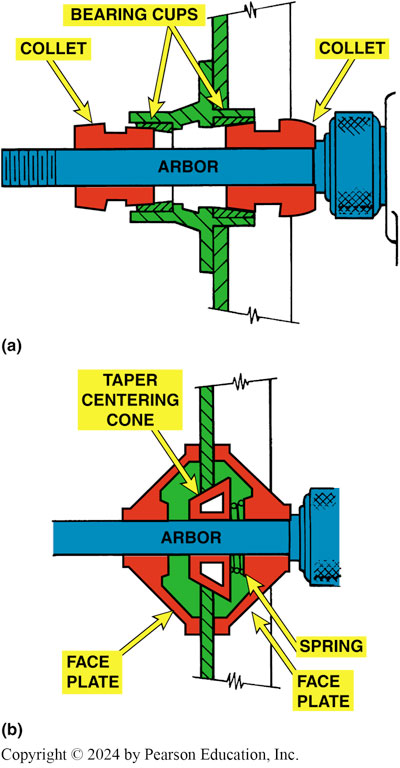 BEARING CUPS
COLLET
COLLET
ARBOR
(a)
TAPER
CENTERING
CONE
ARBOR
SPRING
FACE
PLATE
FACE
PLATE
(b)
Copyright © 2024 by Pearson Education, Inc.